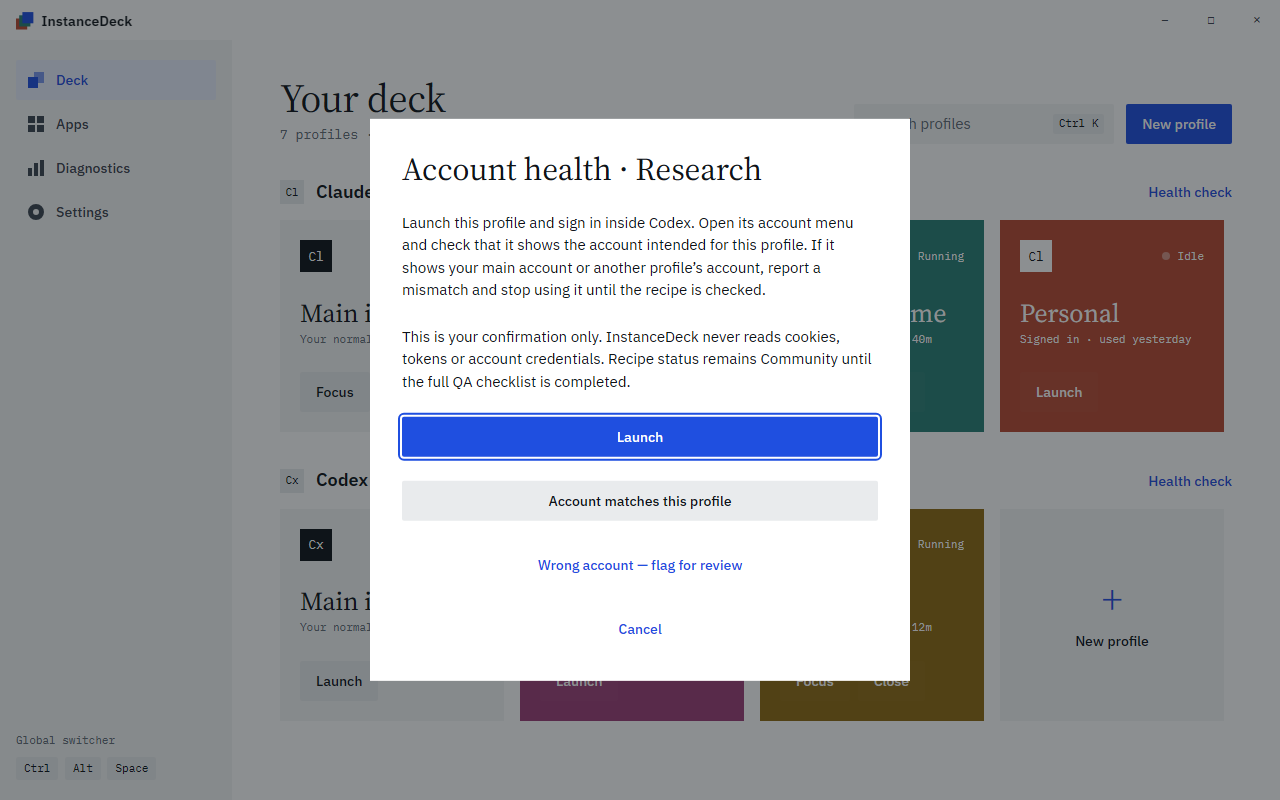 InstanceDeck
Deck
Apps
Diagnostics
Settings
Global switcher
Ctrl Alt Space
Your deck
7 profiles
profiles
Ctrl K
New profile
Cl
Health check
Cl
Main
Your
Focus
Running
40m
Cl
Idle
Personal
Signed in · used yesterday
Launch
Cx
Codex
Health check
Cx
Main
Your
Launch
Launch
Running
12m
Focus
Close
New profile
Account health · Research
Launch this profile and sign in inside Codex. Open its account menu
and check that it shows the account intended for this profile. If it
shows your main account or another profile’s account, report a
mismatch and stop using it until the recipe is checked.
This is your confirmation only. InstanceDeck never reads cookies,
tokens or account credentials. Recipe status remains Community until
the full QA checklist is completed.
Launch
Account matches this profile
Wrong account — flag for review
Cancel